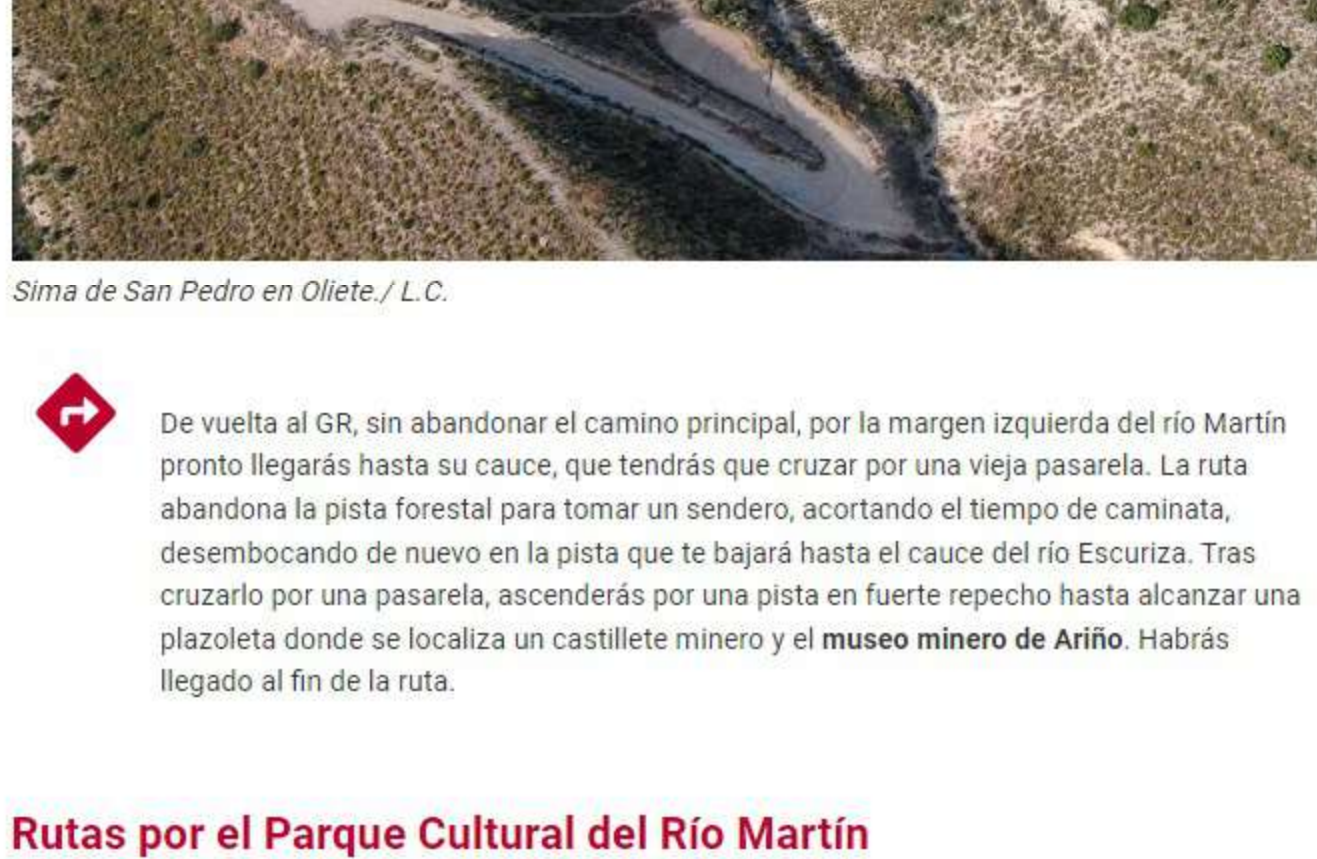 Sima de San Pedro en Oliete./ L.C.
De vuelta al GR, sin abandonar el camino principal, por la margen izquierda del río Martín
pronto llegarás hasta su cauce, que tendrás que cruzar por una vieja pasarela. La ruta
abandona la pista forestal para tomar un sendero, acortando el tiempo de caminata,
desembocando de nuevo en la pista que te bajará hasta el cauce del río Escuriza. Tras
cruzarlo por una pasarela, ascenderás por una pista en fuerte repecho hasta alcanzar una
plazoleta donde se localiza un castillete minero y el museo minero de Ariño. Habrás
llegado al fin de la ruta.
Rutas por el Parque Cultural del Río Martín